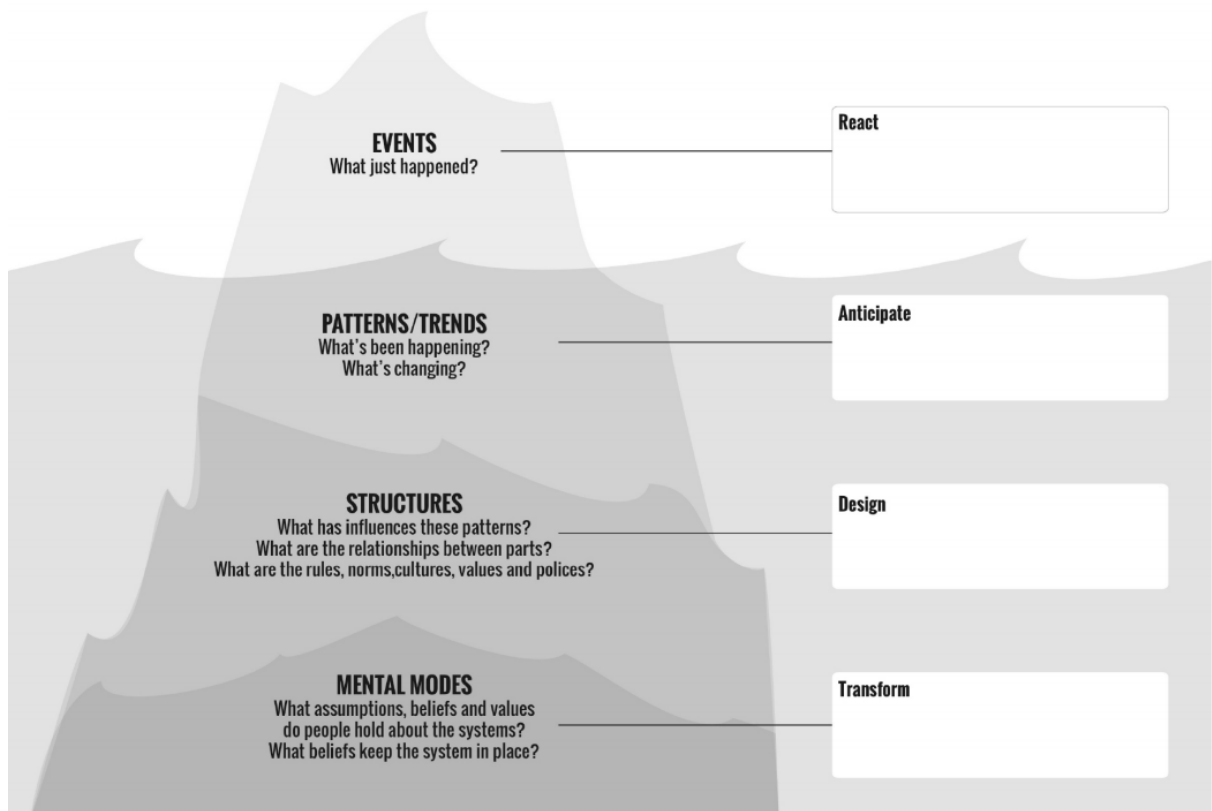 EVENTS
What just happened?
React
PATTERNS/TRENDS
What's been happening?
What's changing?
Anticipate
STRUCTURES
What has influences these patterns?
What are the relationships between parts?
What are the rules, norms,cultures, values and polices?
Design
MENTAL MODES
What assumptions, beliefs and values
do people hold about the systems?
What beliefs keep the system in place?
Transform